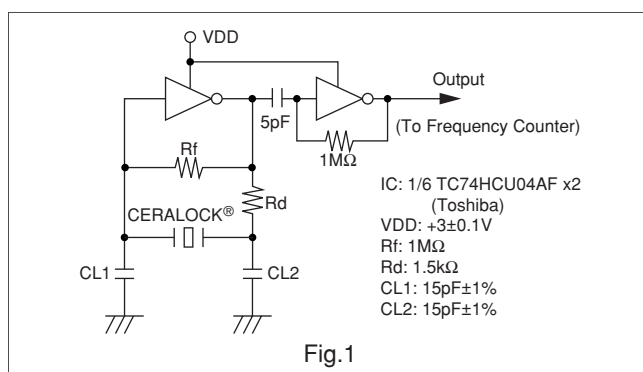 VDD
Output
5pF
(To Frequency Counter)
1MΩ
Rf
IC: 1/6 TC74HCU04AF x2
(Toshiba)
Rd
VDD: +3±0.1V
CERALOCK®
Rf: 1MΩ
Rd: 1.5kΩ
CL1
CL2
CL1: 15pF±1%
CL2: 15pF±1%
Fig.1